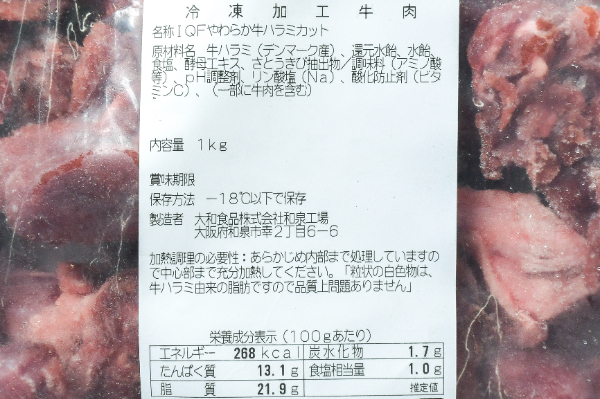 冷凍加工牛肉
名称 IQFやわらか牛ハラミカット
原材料名 牛ハラミ(デンマーク産)、還元水飴、水飴、
食塩、酵母エキス、さとうきび抽出物/調味料(アミノ酸
等)、pH調整剤、リン酸塩(Na)、酸化防止剤(ビタ
ミンC)、(一部に牛肉を含む)
内容量 1kg
賞味期限
保存方法 -18℃以下で保存
製造者 大和食品株式会社和泉工場
大阪府和泉市幸2丁目6-6
加熱調理の必要性:あらかじめ内部まで処理していますの
で中心部まで充分加熱してください。「粒状の白色物は、
牛ハラミ由来の脂肪ですので品質上問題ありません」
栄養成分表示(100gあたり)
エネルギー 268kcal 炭水化物 1.7g
たんぱく質 13.1g 食塩相当量 1.0g
脂質 21.9g 推定値